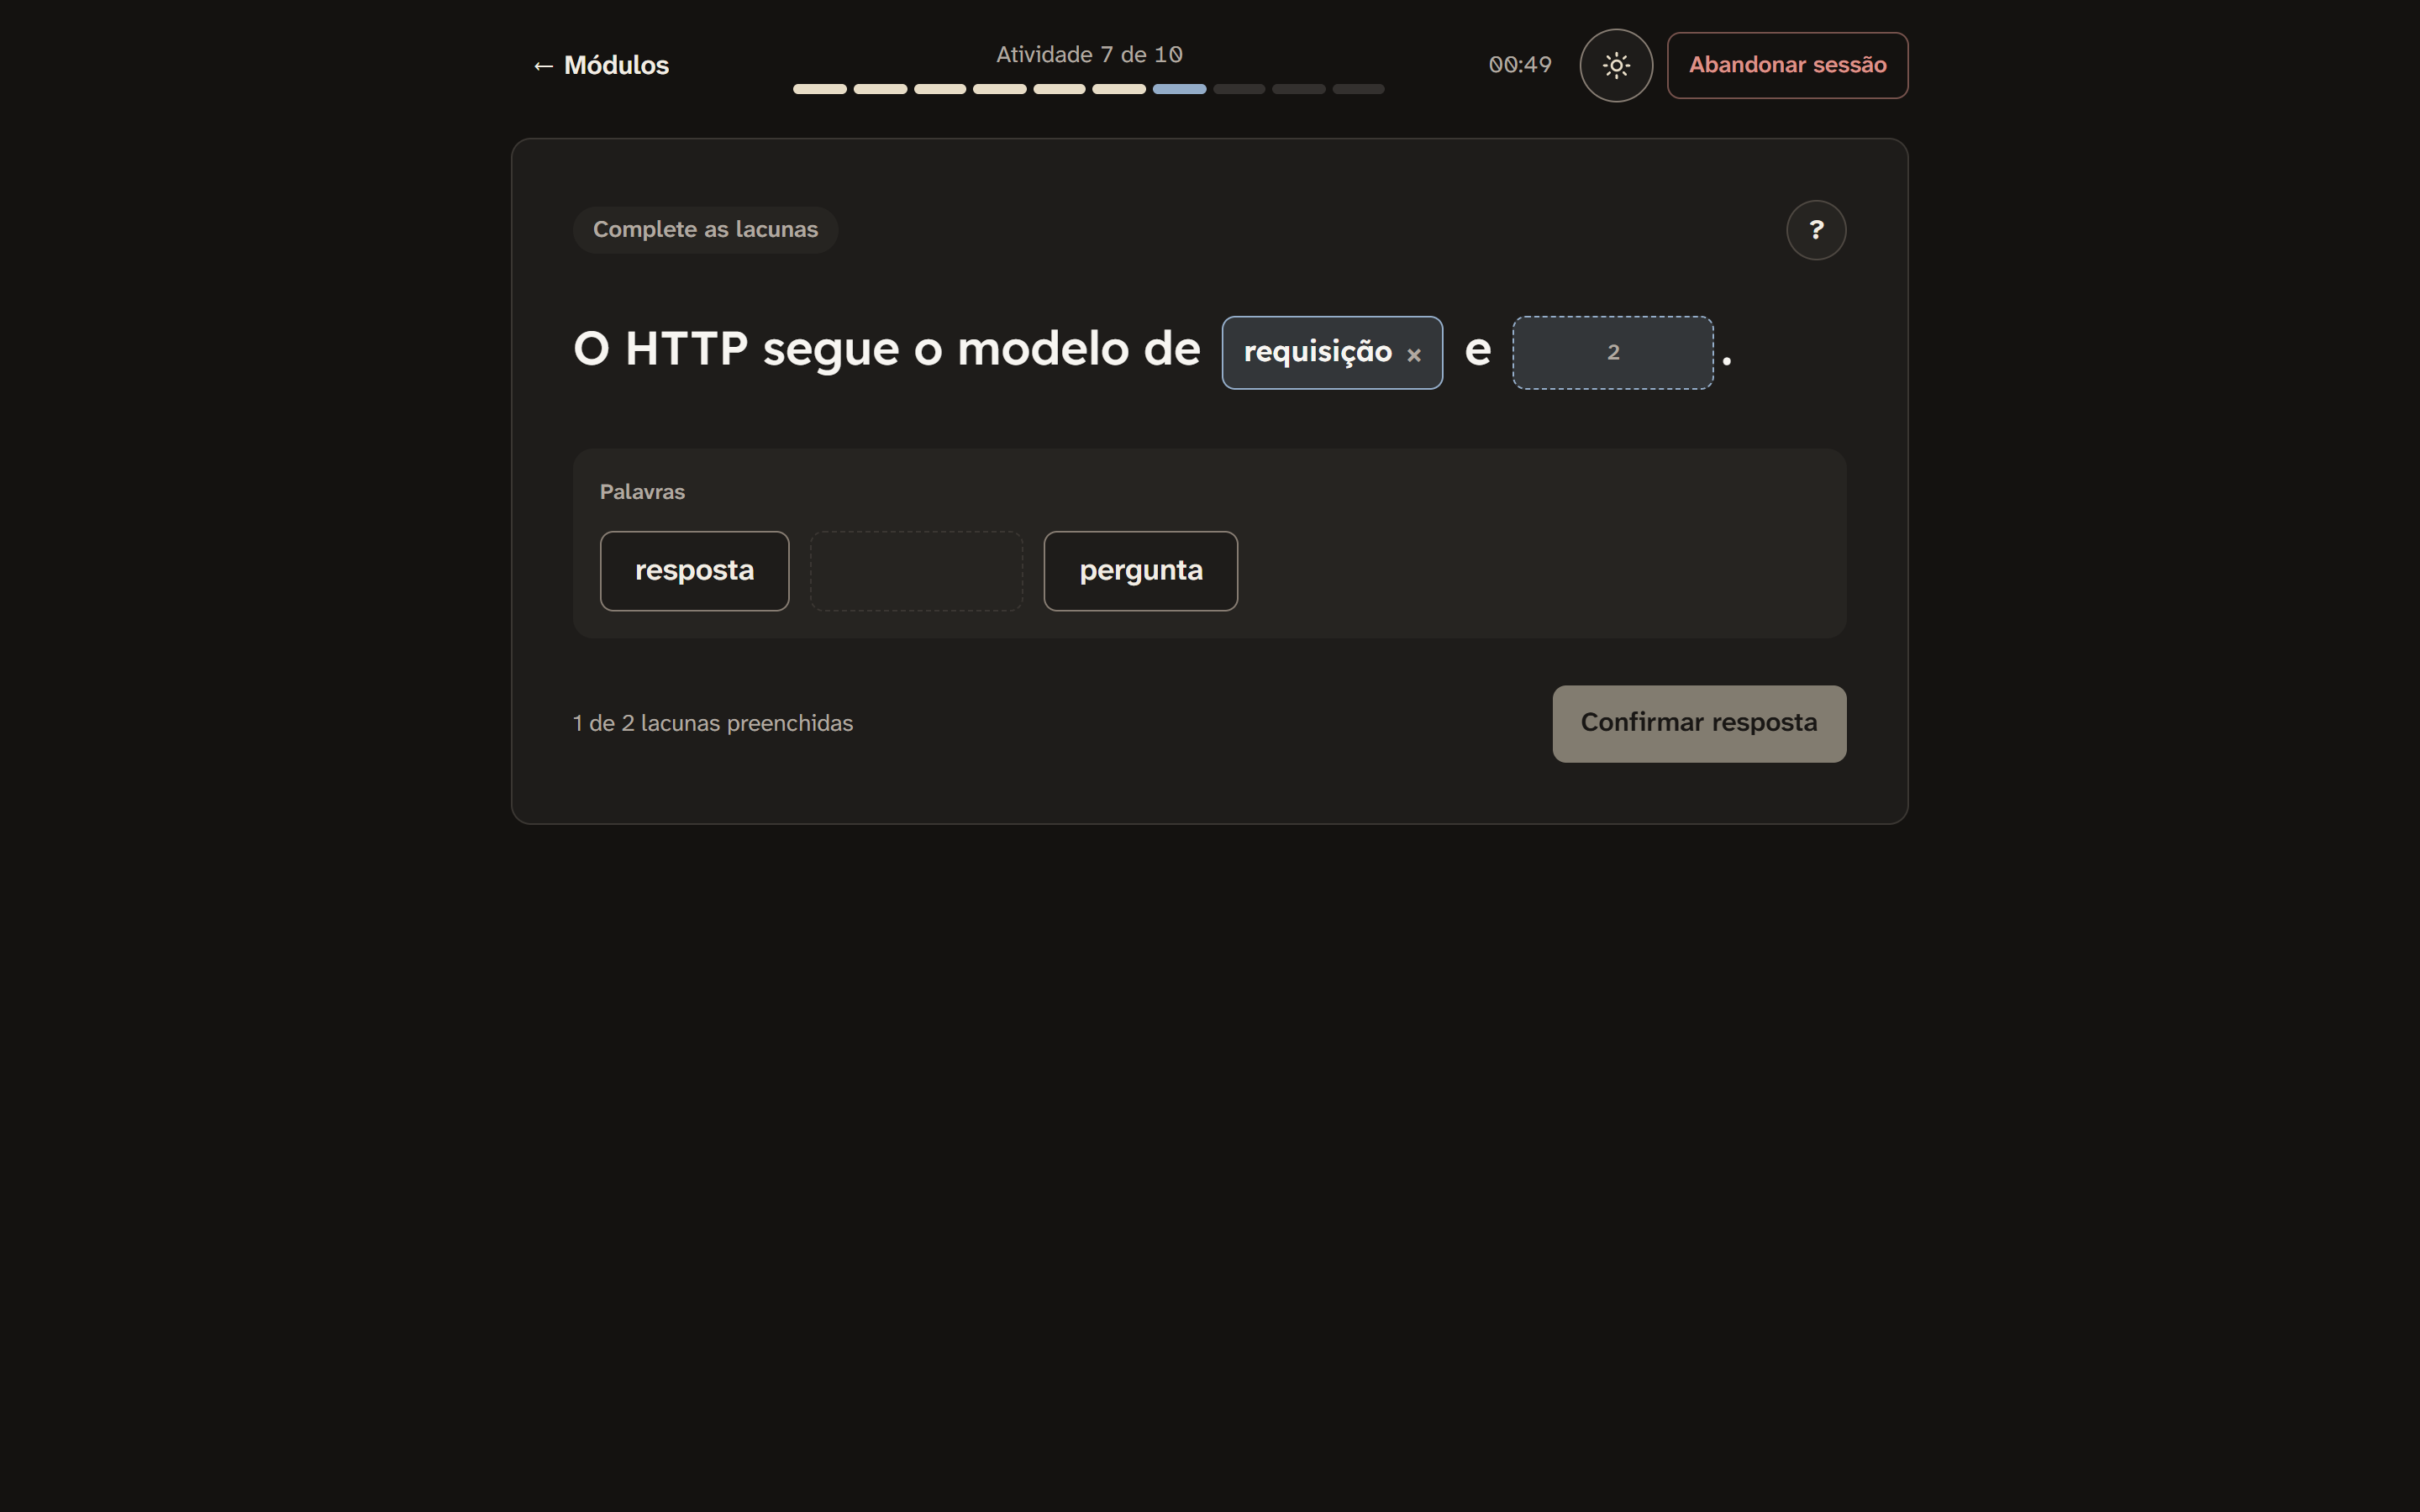 ← Módulos
Atividade 7 de 10
00:49
Abandonar sessão
Complete as lacunas
?
O HTTP segue o modelo de requisição × e 2 .
Palavras
resposta
pergunta
1 de 2 lacunas preenchidas
Confirmar resposta